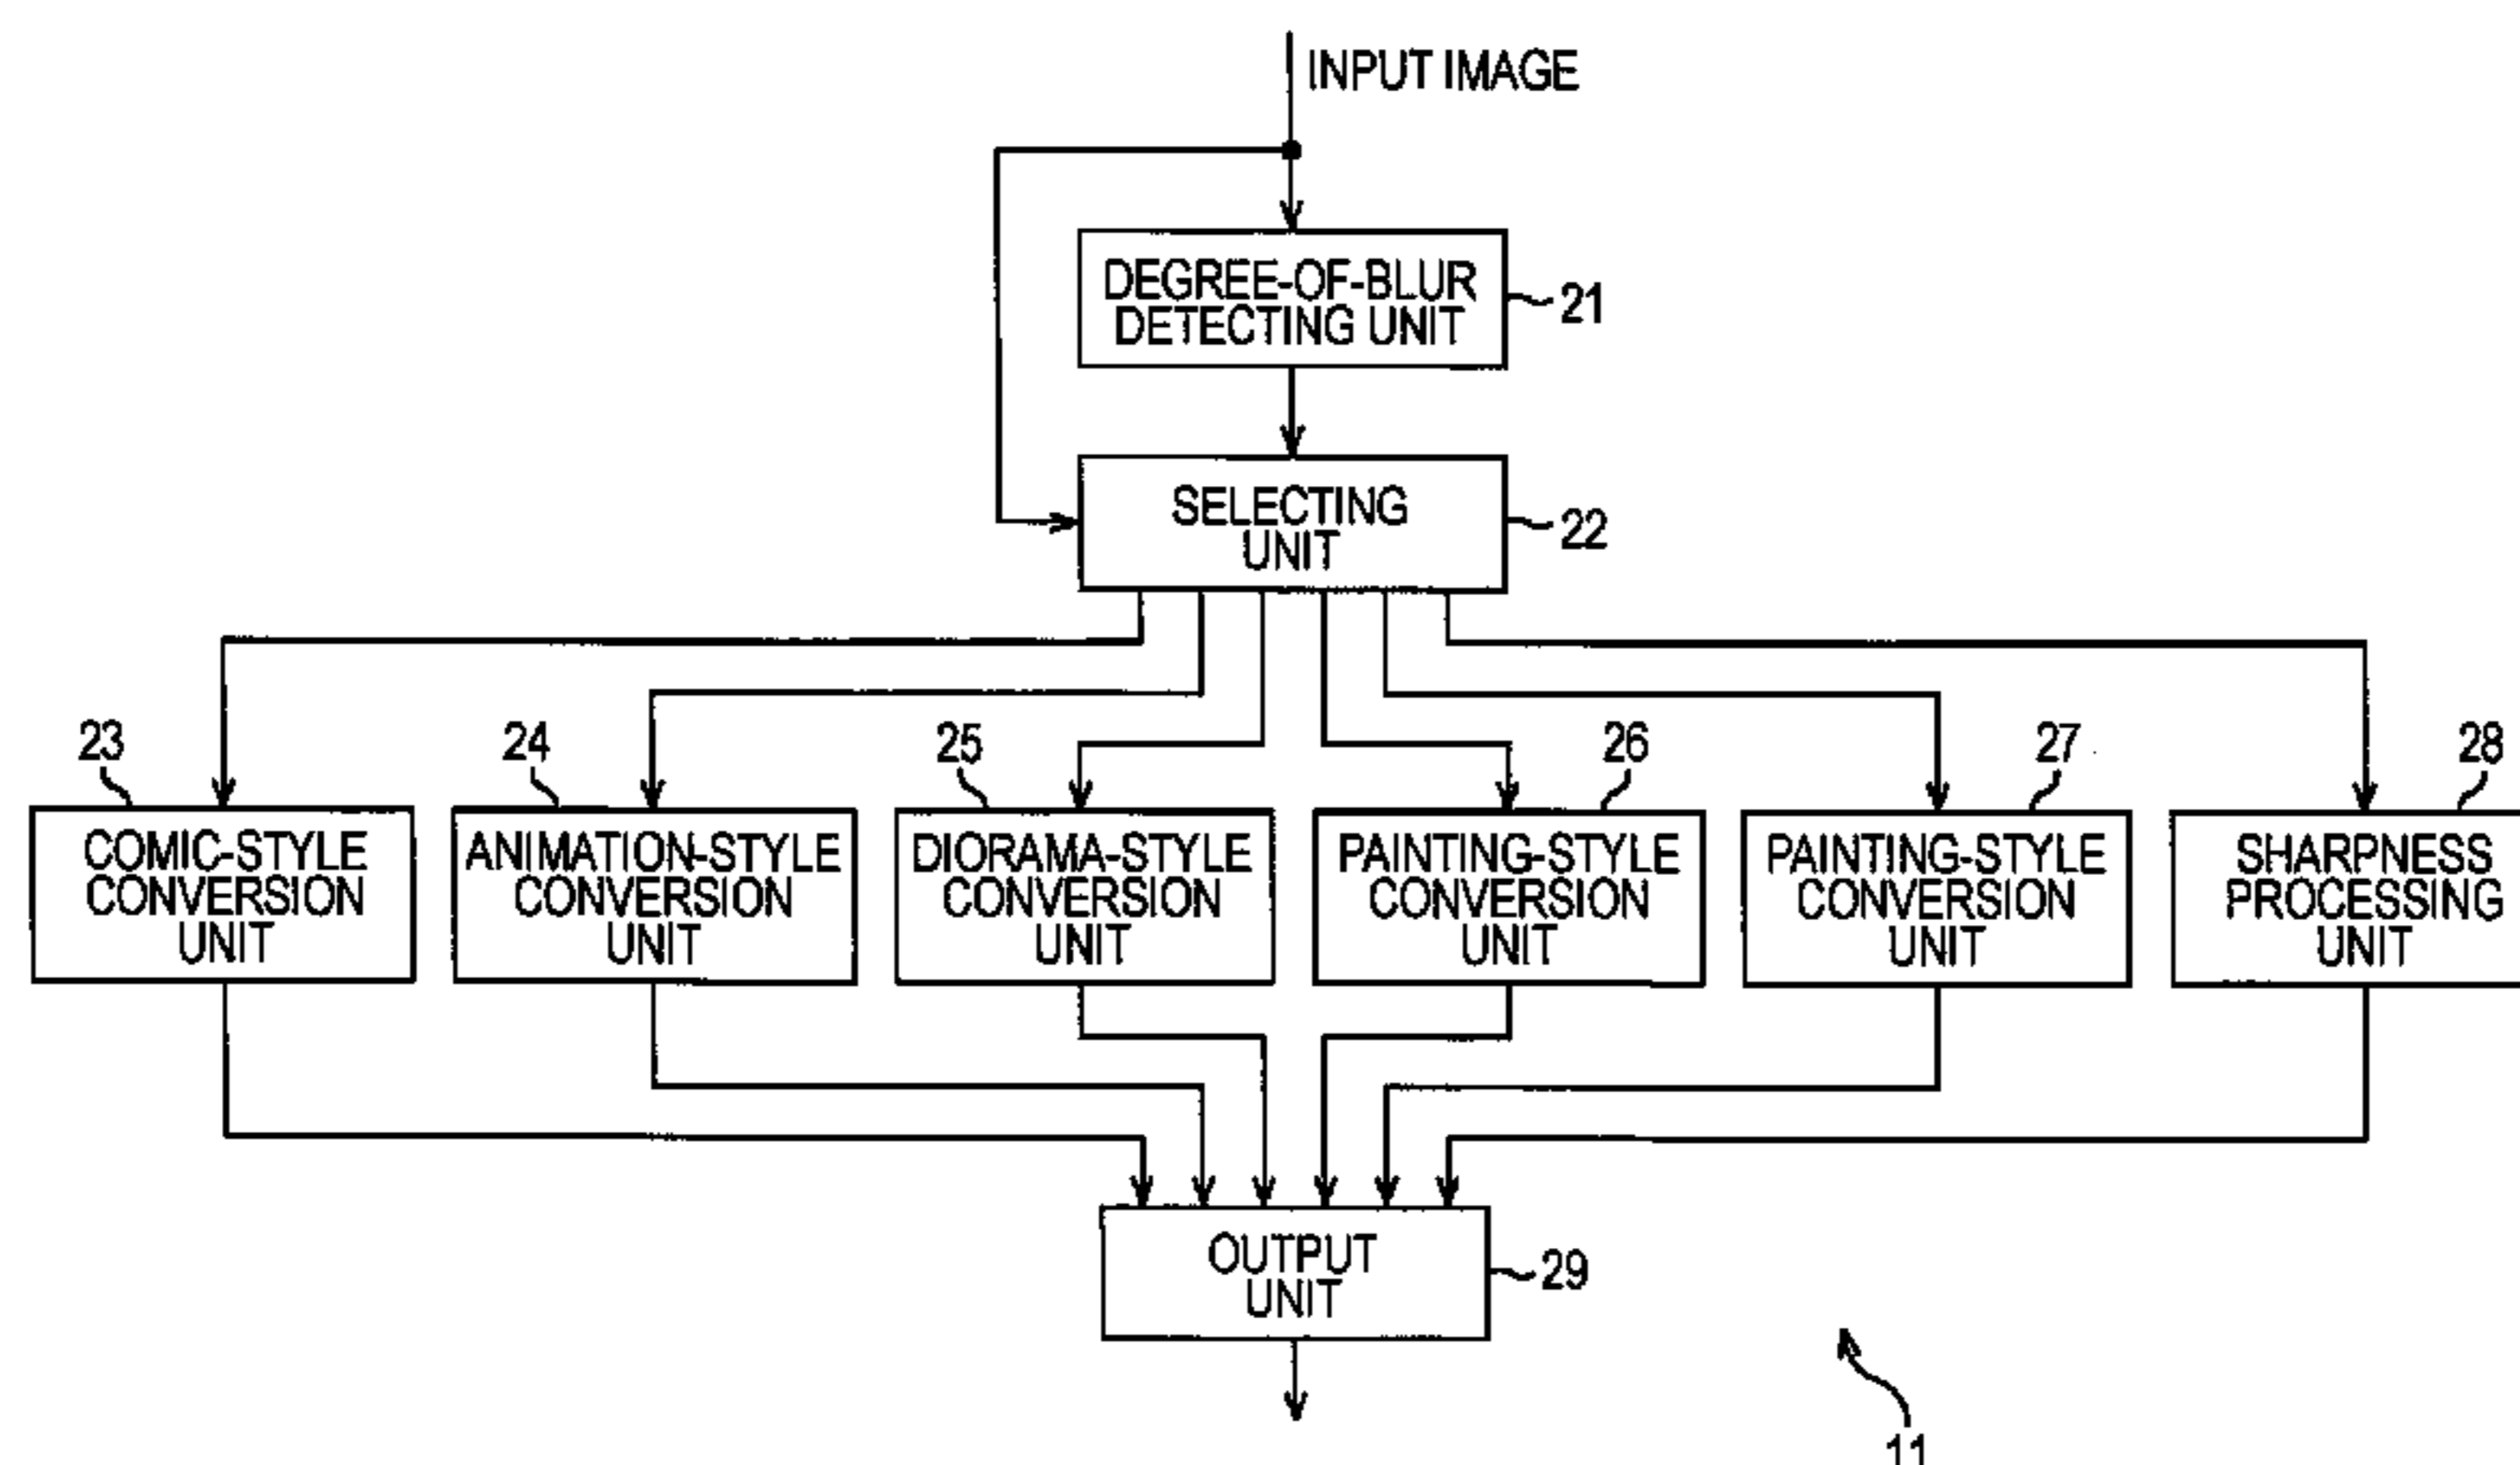 INPUT IMAGE
DEGREE-OF-BLUR
DETECTING UNIT
21
SELECTING
UNIT
22
23
COMIC-STYLE
CONVERSION
UNIT
24
ANIMATION-STYLE
CONVERSION
UNIT
25
DIORAMA-STYLE
CONVERSION
UNIT
26
PAINTING-STYLE
CONVERSION
UNIT
27
PAINTING-STYLE
CONVERSION
UNIT
28
SHARPNESS
PROCESSING
UNIT
OUTPUT
UNIT
29
11